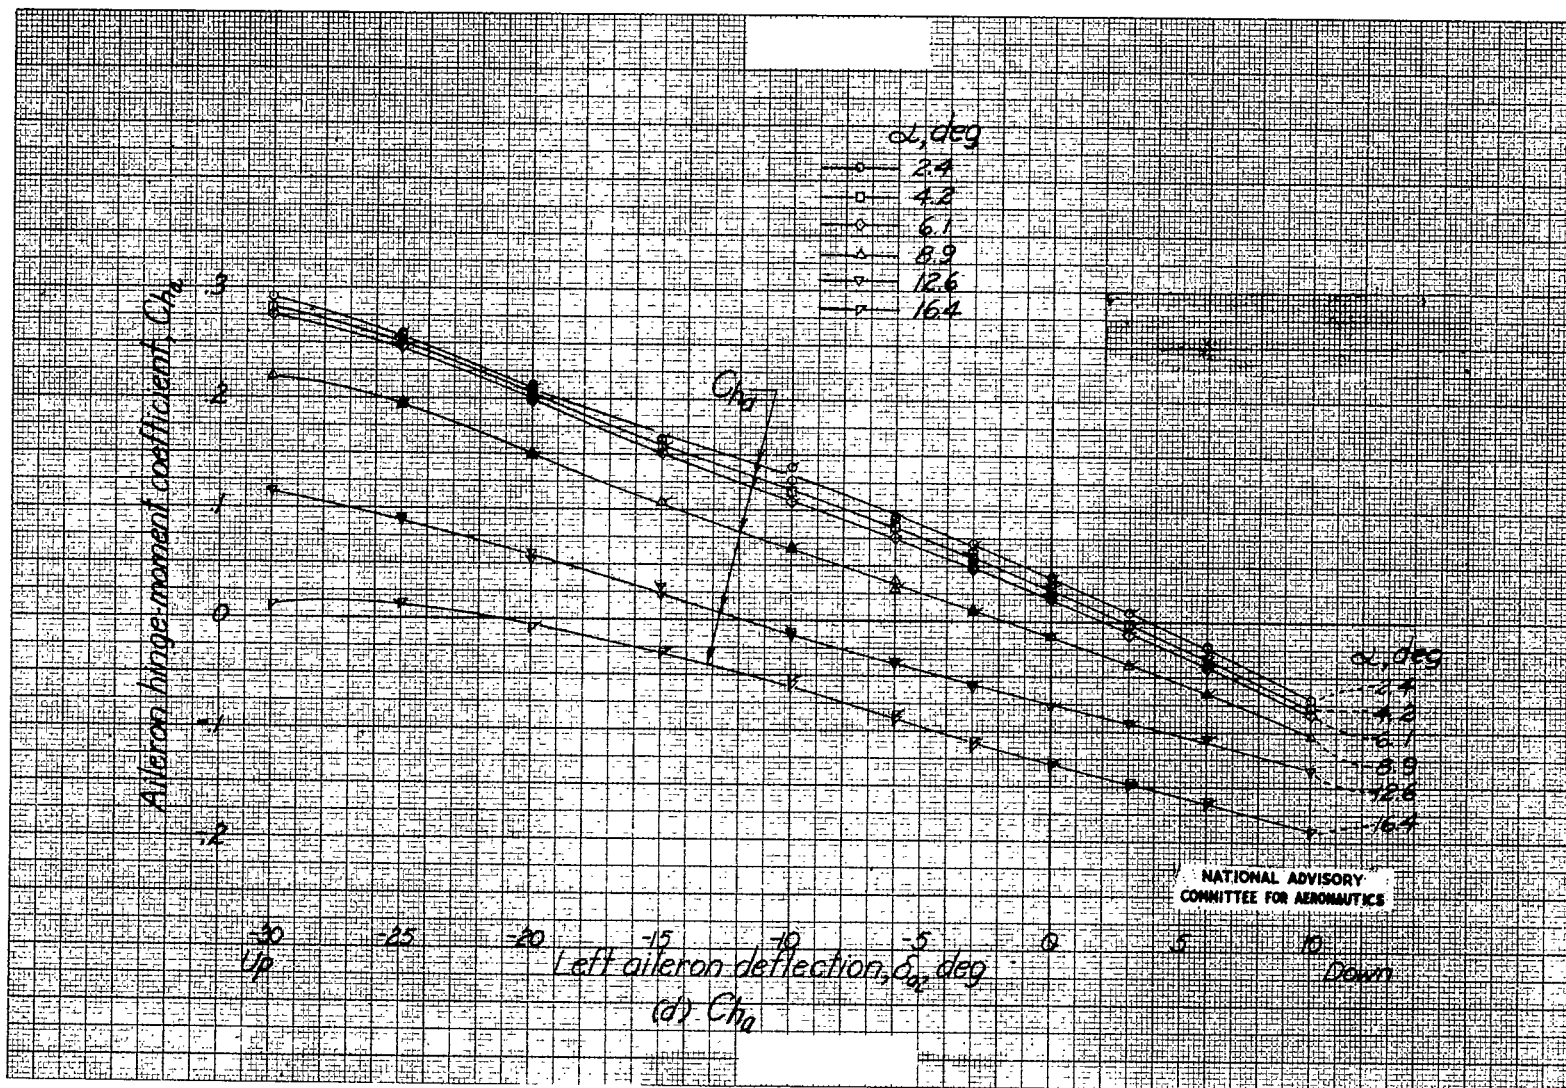 α, deg
2.4
4.2
6.1
8.9
12.6
16.4
Aileron hinge-moment coefficient, Cha
.3
.2
.1
0
-.1
-.2
Cha
α, deg
2.4
4.2
6.1
8.9
12.6
16.4
NATIONAL ADVISORY
COMMITTEE FOR AERONAUTICS
-30 -25 -20 -15 -10 -5 0 5 10
Up Left aileron deflection, δaL, deg Down
(d) Cha